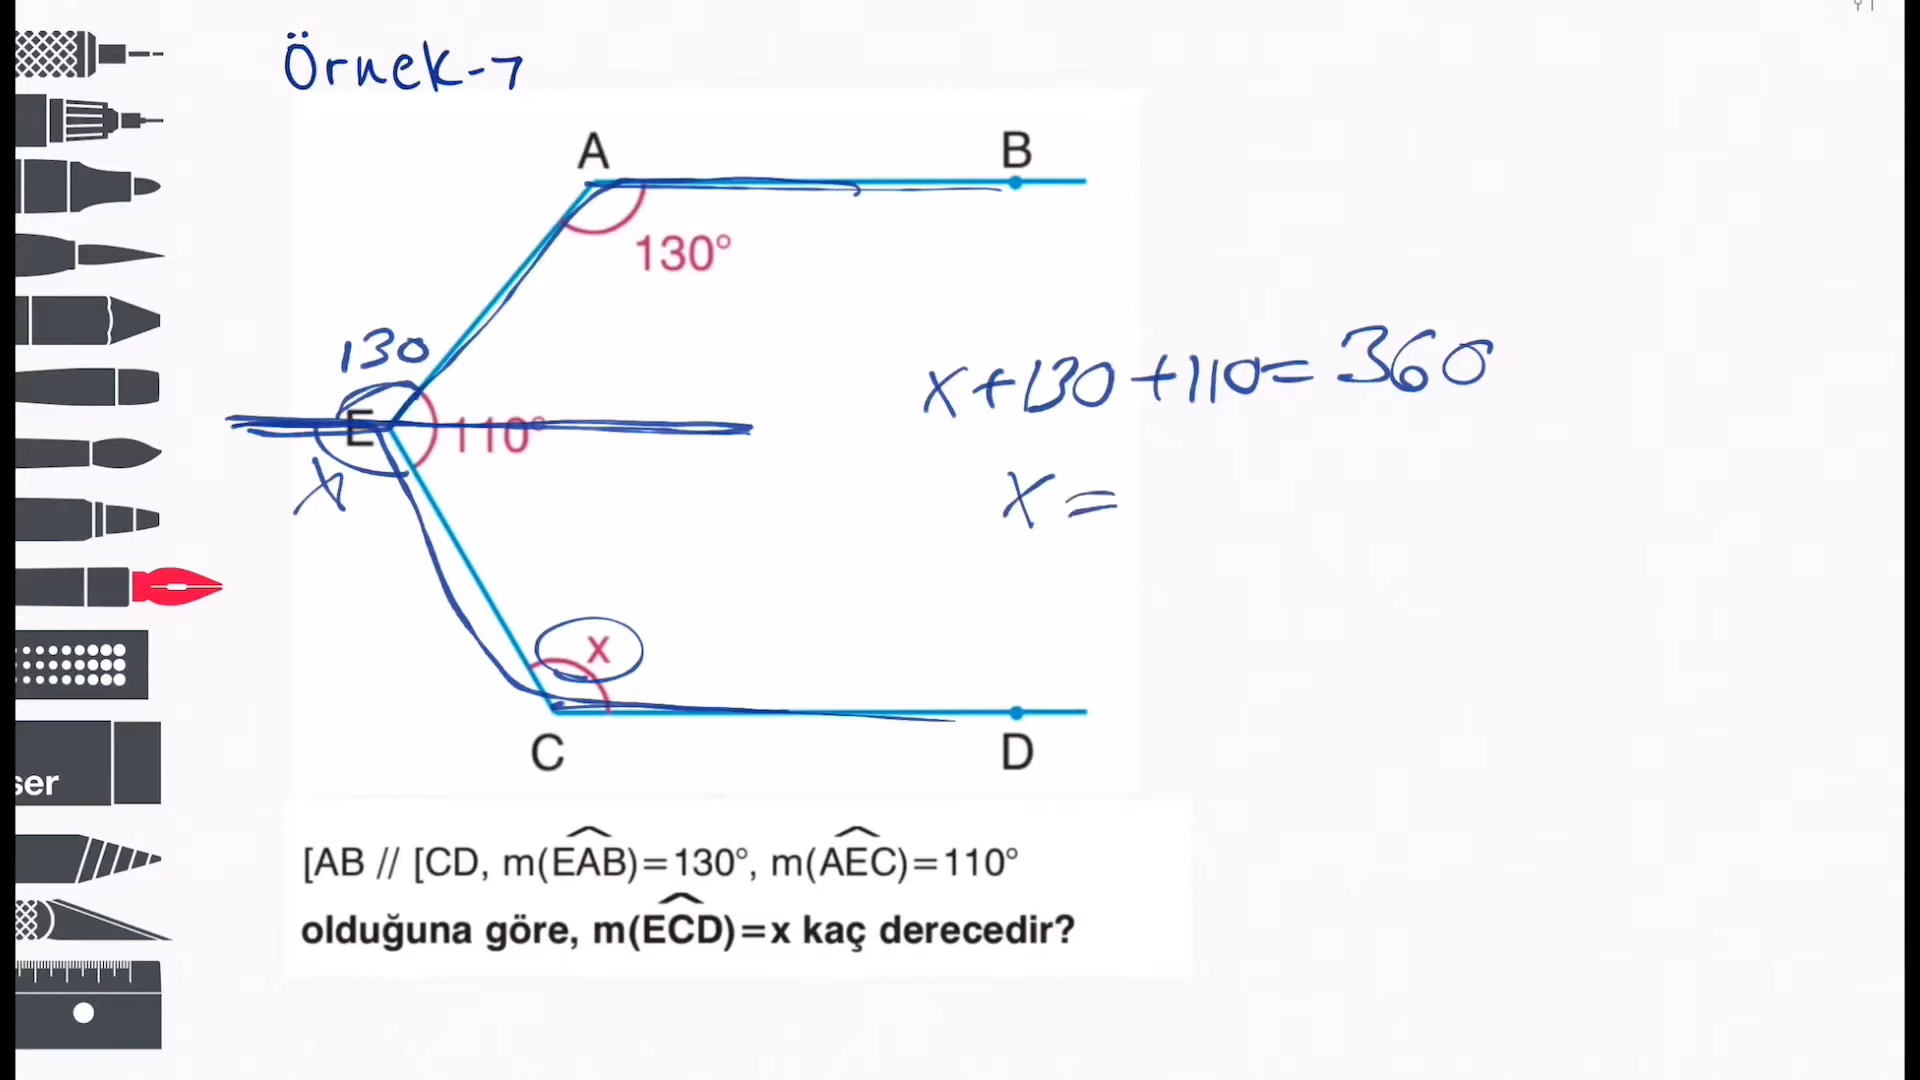 Örnek-7
A
B
130°
130
x+130+110=360
E
110°
x
x=
x
C
D
ser
[AB // [CD, m(EAB)=130°, m(AEC)=110°
olduğuna göre, m(ECD)=x kaç derecedir?